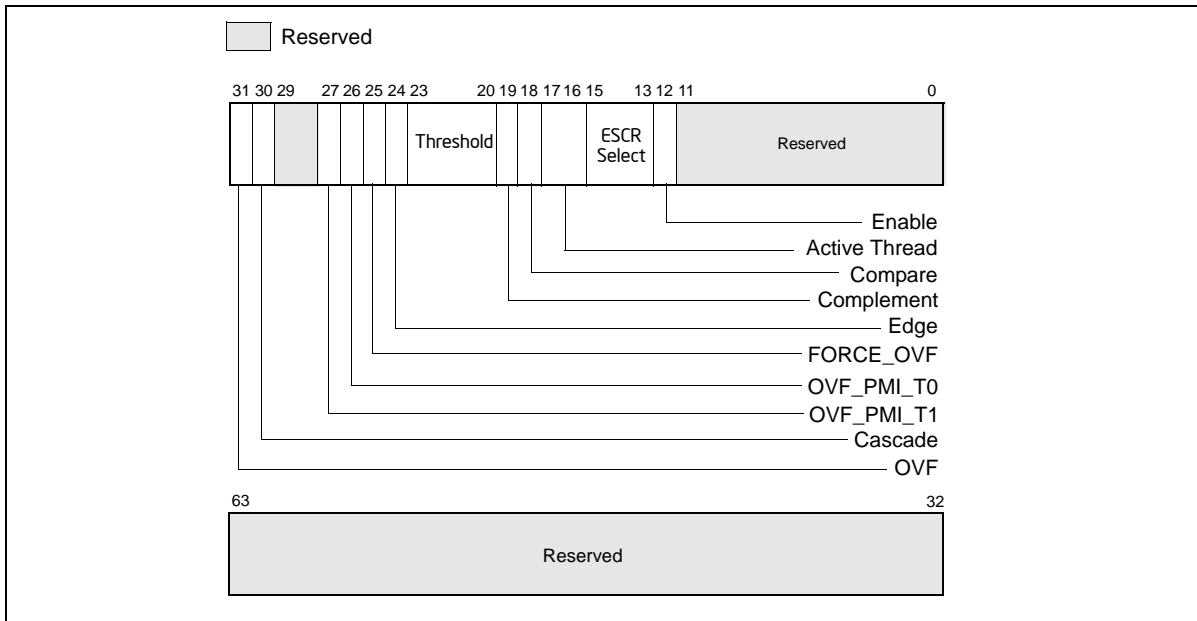 Reserved
31 30 29 27 26 25 24 23 20 19 18 17 16 15 13 12 11 0
Threshold
ESCR
Select
Reserved
Enable
Active Thread
Compare
Complement
Edge
FORCE_OVF
OVF_PMI_T0
OVF_PMI_T1
Cascade
OVF
63 32
Reserved